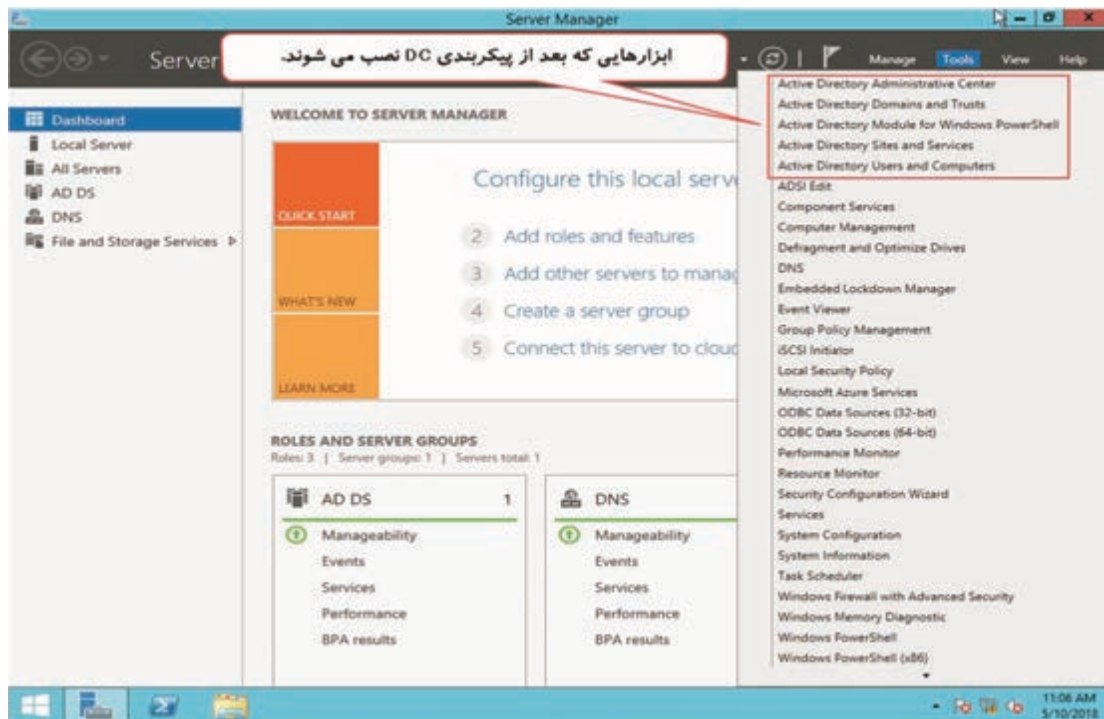 Server Manager
Server
ابزارهایی که بعد از پیکربندی DC نصب می شوند.
Manage
Tools
View
Help
Dashboard
Local Server
All Servers
AD DS
DNS
File and Storage Services
WELCOME TO SERVER MANAGER
QUICK START
WHAT'S NEW
LEARN MORE
Configure this local serve
2 Add roles and features
3 Add other servers to manag
4 Create a server group
5 Connect this server to cloud
ROLES AND SERVER GROUPS
Roles: 3 | Server groups: 1 | Servers total: 1
AD DS 1
Manageability
Events
Services
Performance
BPA results
DNS
Manageability
Events
Services
Performance
BPA results
Active Directory Administrative Center
Active Directory Domains and Trusts
Active Directory Module for Windows PowerShell
Active Directory Sites and Services
Active Directory Users and Computers
ADSI Edit
Component Services
Computer Management
Defragment and Optimize Drives
DNS
Embedded Lockdown Manager
Event Viewer
Group Policy Management
iSCSI Initiator
Local Security Policy
Microsoft Azure Services
ODBC Data Sources (32-bit)
ODBC Data Sources (64-bit)
Performance Monitor
Resource Monitor
Security Configuration Wizard
Services
System Configuration
System Information
Task Scheduler
Windows Firewall with Advanced Security
Windows Memory Diagnostic
Windows PowerShell
Windows PowerShell (x86)
11:06 AM
5/10/2018